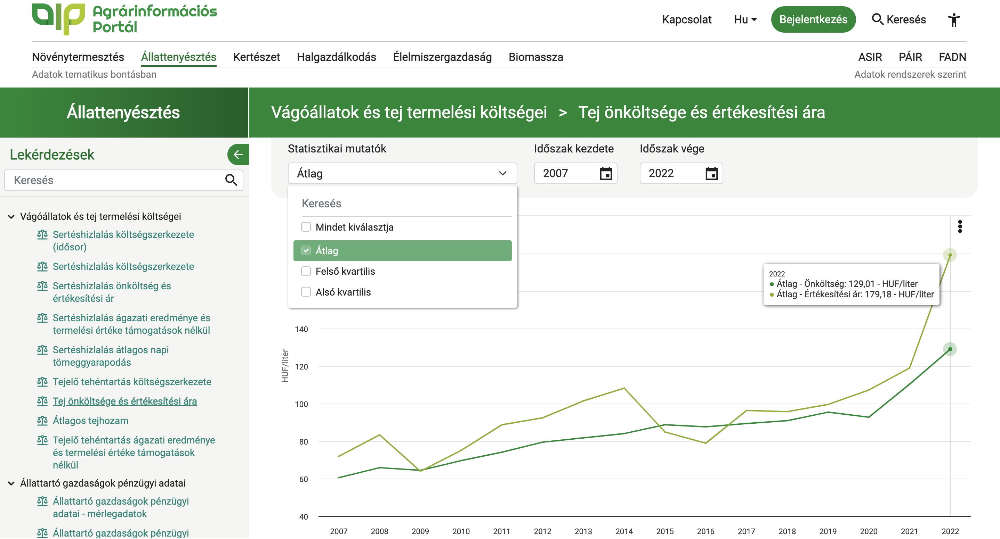 Agrárinformációs
Portál
Kapcsolat
Hu
Bejelentkezés
Keresés
Növénytermesztés
Állattenyésztés
Kertészet
Halgazdálkodás
Élelmiszergazdaság
Biomassza
ASIR
PÁIR
FADN
Adatok tematikus bontásban
Adatok rendszerek szerint
Állattenyésztés
Vágóállatok és tej termelési költségei > Tej önköltsége és értékesítési ára
Lekérdezések
Keresés
Vágóállatok és tej termelési költségei
Sertéshizlalás költségszerkezete
(idősor)
Sertéshizlalás költségszerkezete
Sertéshizlalás önköltség és
értékesítési ár
Sertéshizlalás ágazati eredménye és
termelési értéke támogatások nélkül
Sertéshizlalás átlagos napi
tömeggyarapodás
Tejelő tehéntartás költségszerkezete
Tej önköltsége és értékesítési ára
Átlagos tejhozam
Tejelő tehéntartás ágazati eredménye
és termelési értéke támogatások
nélkül
Állattartó gazdaságok pénzügyi adatai
Állattartó gazdaságok pénzügyi
adatai - mérlegadatok
Állattartó gazdaságok pénzügyi
Statisztikai mutatók
Időszak kezdete
Időszak vége
Átlag
2007
2022
Keresés
Mindet kiválasztja
Átlag
Felső kvartilis
Alsó kvartilis
2022
Átlag - Önköltség: 129,01 - HUF/liter
Átlag - Értékesítési ár: 179,18 - HUF/liter
HUF/liter
140
120
100
80
60
40
2007
2008
2009
2010
2011
2012
2013
2014
2015
2016
2017
2018
2019
2020
2021
2022